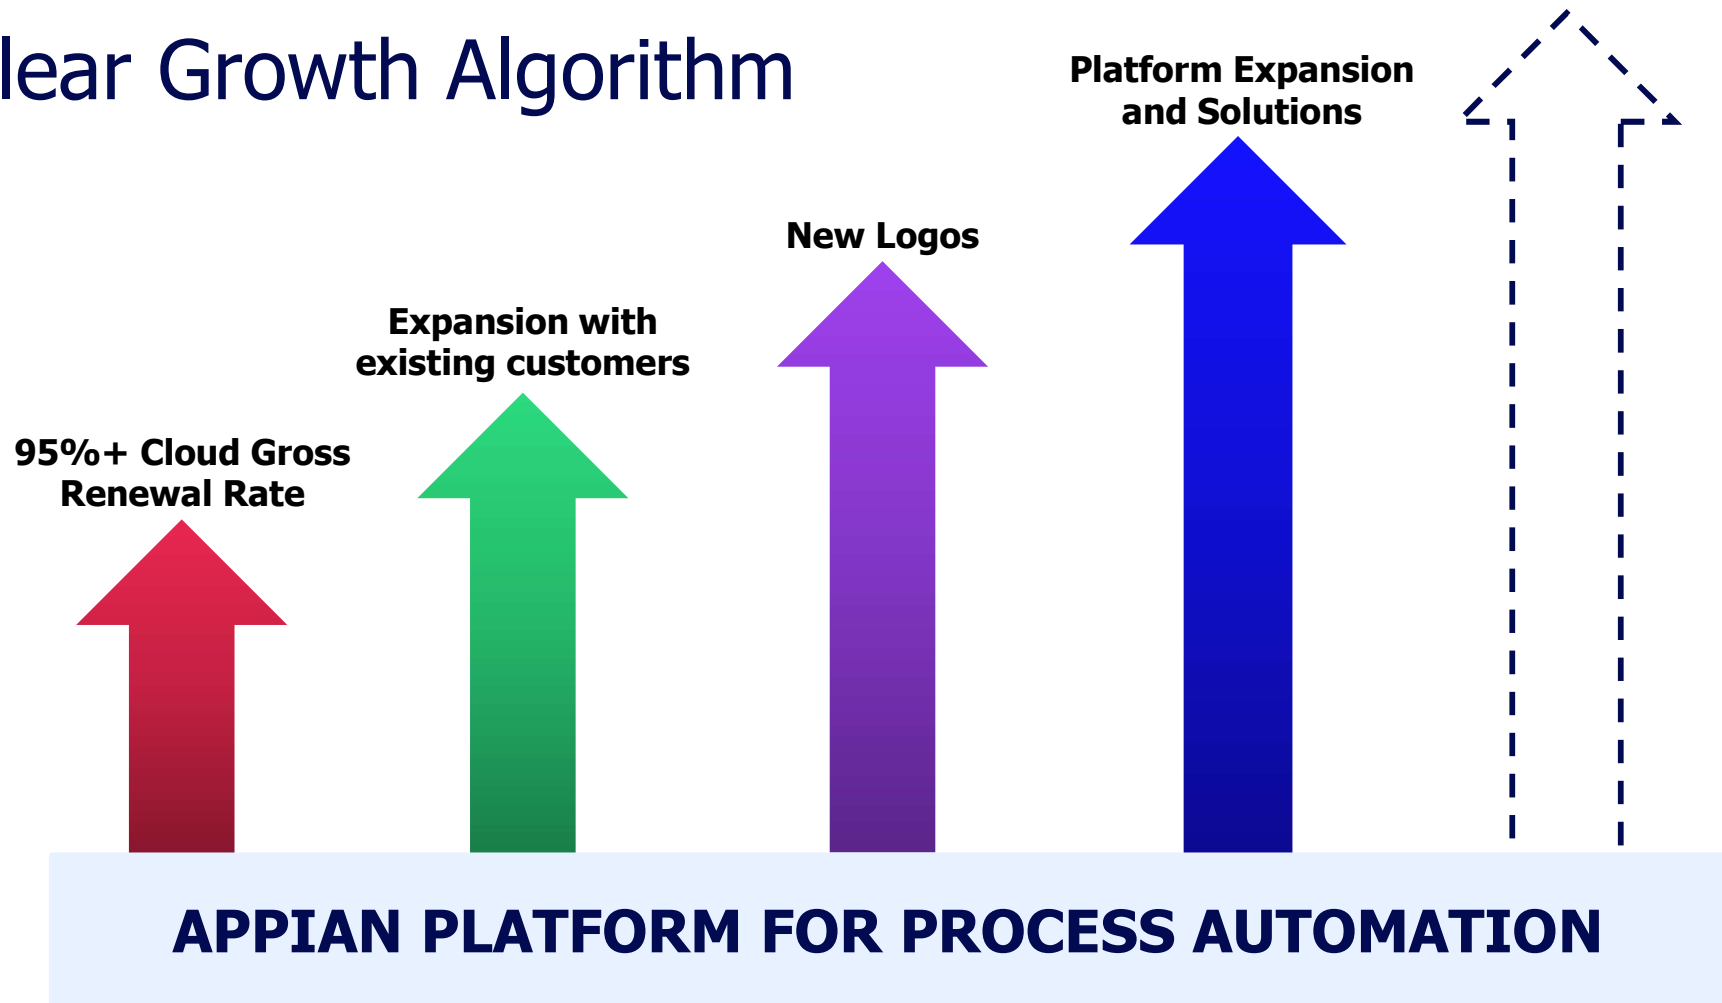 lear Growth Algorithm
Platform Expansion
and Solutions
New Logos
Expansion with
existing customers
95%+ Cloud Gross
Renewal Rate
APPIAN PLATFORM FOR PROCESS AUTOMATION